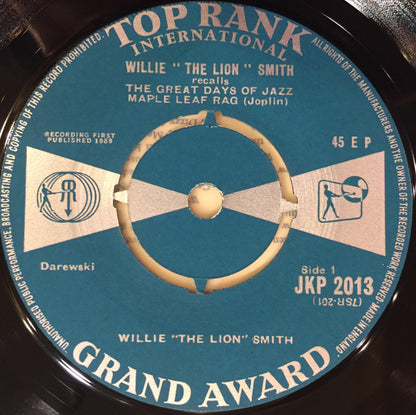 TOP RANK
INTERNATIONAL
WILLIE "THE LION" SMITH
recalls
THE GREAT DAYS OF JAZZ
MAPLE LEAF RAG (Joplin)
RECORDING FIRST
PUBLISHED 1959
45 E P
Darewski
Side 1
JKP 2013
(7SR-201)
WILLIE "THE LION" SMITH
GRAND AWARD
UNAUTHORISED PUBLIC PERFORMANCE, BROADCASTING AND COPYING OF THIS RECORD PROHIBITED.
ALL RIGHTS OF THE MANUFACTURERS AND THE OWNER OF THE RECORDED WORK RESERVED. MADE IN ENGLAND